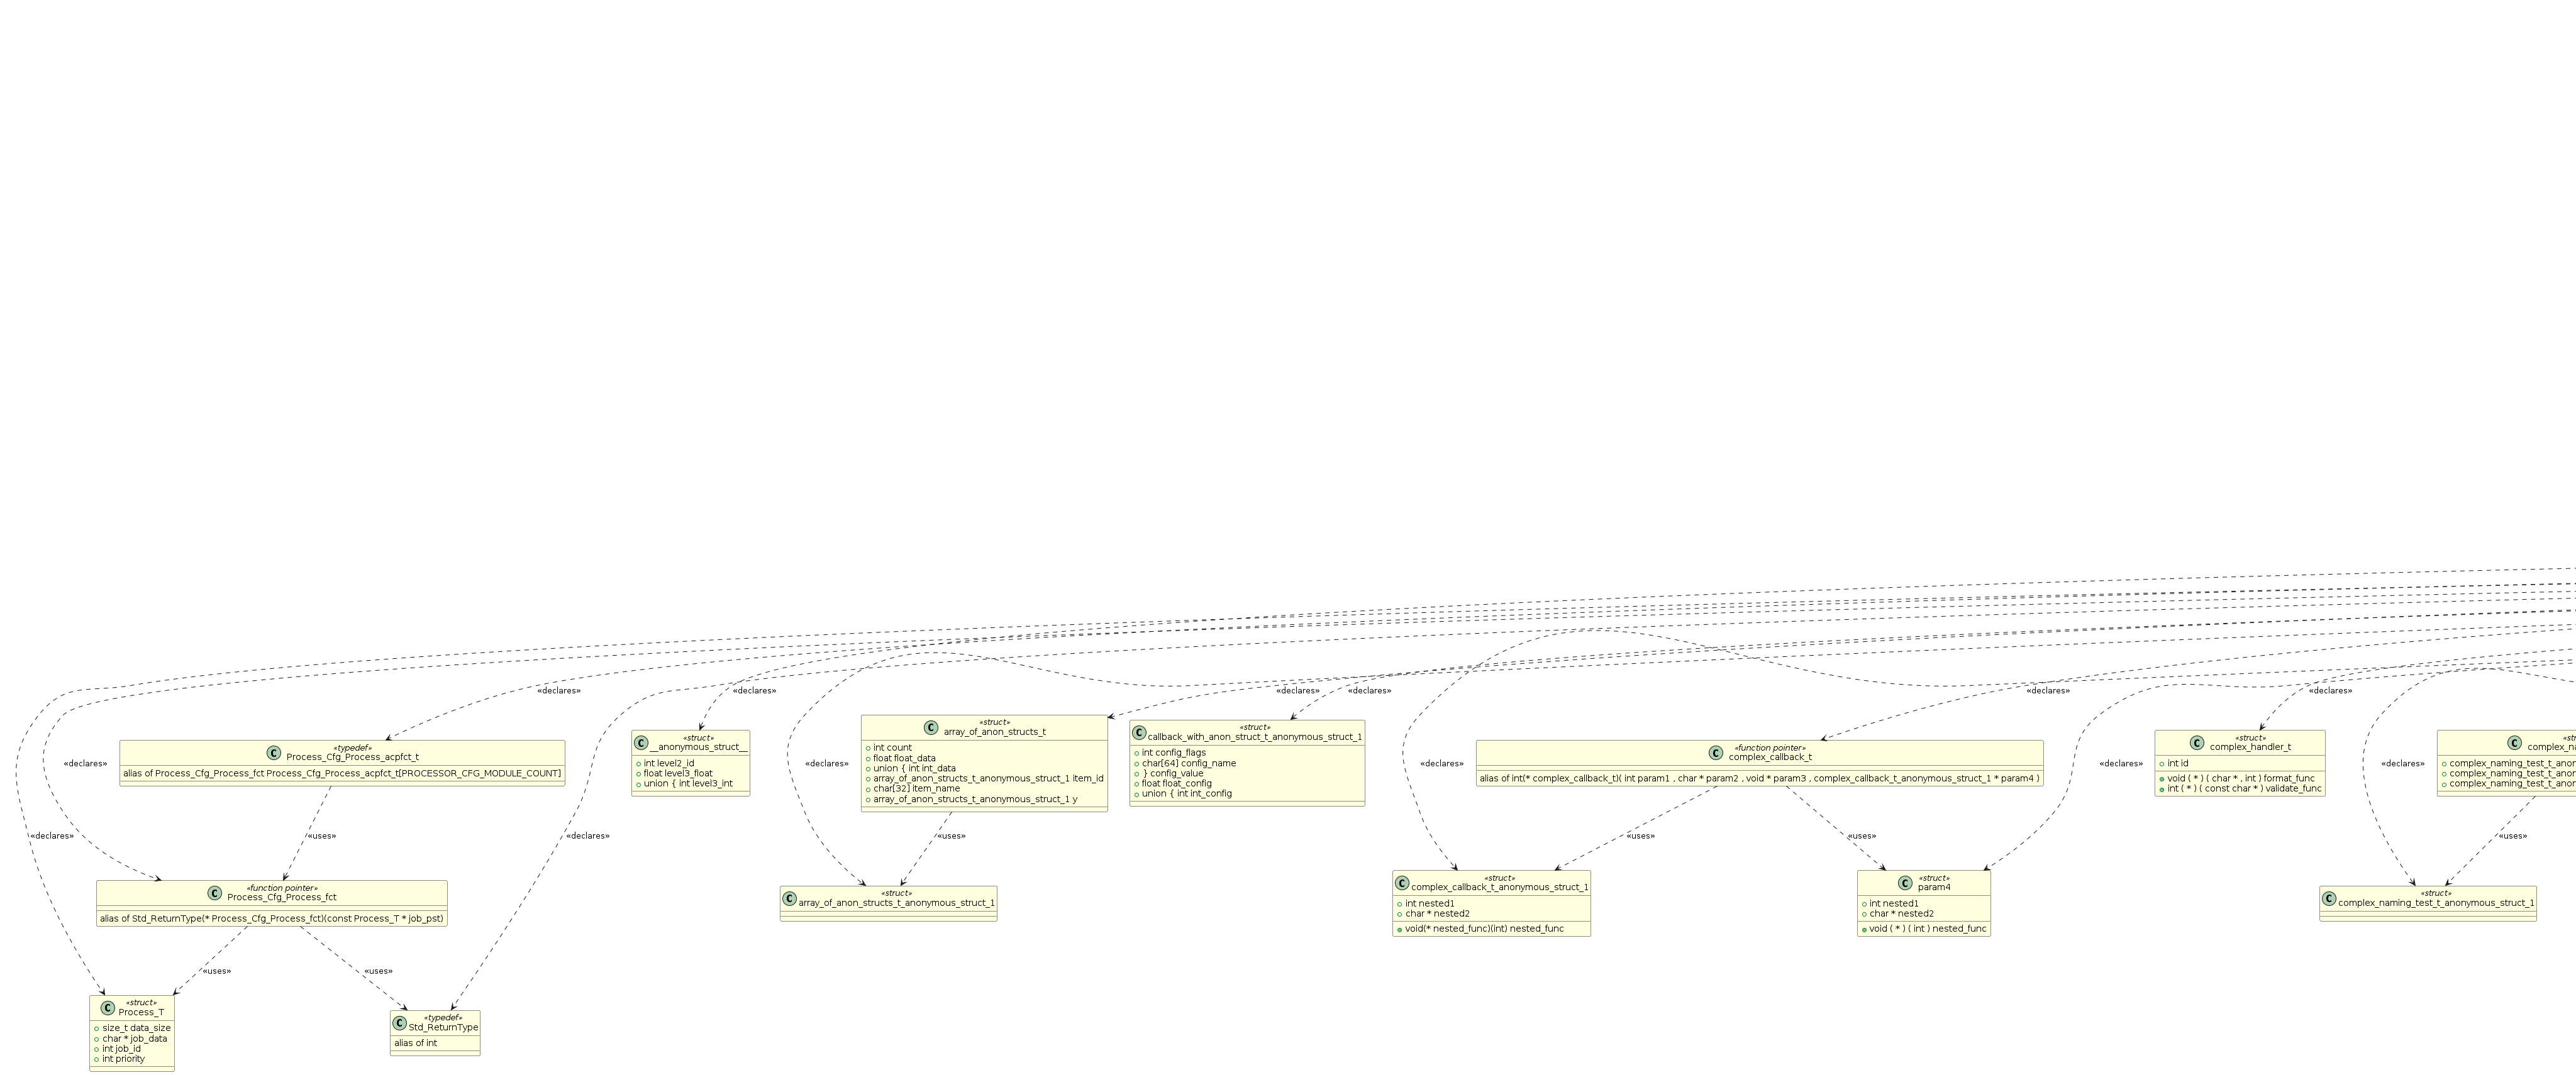 «declares»
«declares»
«declares»
«declares»
«declares»
«declares»
«struct»
array_of_anon_structs_t
int count
float float_data
union { int int_data
array_of_anon_structs_t_anonymous_struct_1 item_id
char[32] item_name
array_of_anon_structs_t_anonymous_struct_1 y
«struct»
callback_with_anon_struct_t_anonymous_struct_1
int config_flags
char[64] config_name
} config_value
float float_config
union { int int_config
«struct»
__anonymous_struct__
int level2_id
float level3_float
union { int level3_int
«struct»
complex_handler_t
int id
void ( * ) ( char * , int ) format_func
int ( * ) ( const char * ) validate_func
«str
complex_na
complex_naming_test_t_anon
complex_naming_test_t_anon
complex_naming_test_t_anon
«typedef»
Process_Cfg_Process_acpfct_t
alias of Process_Cfg_Process_fct Process_Cfg_Process_acpfct_t[PROCESSOR_CFG_MODULE_COUNT]
«function pointer»
complex_callback_t
alias of int(* complex_callback_t)( int param1 , char * param2 , void * param3 , complex_callback_t_anonymous_struct_1 * param4 )
«declares»
«declares»
«declares»
«declares»
«declares»
«declares»
«uses»
«declares»
«uses»
«uses»
«uses»
«uses»
«function pointer»
Process_Cfg_Process_fct
alias of Std_ReturnType(* Process_Cfg_Process_fct)(const Process_T * job_pst)
«struct»
array_of_anon_structs_t_anonymous_struct_1
«struct»
complex_callback_t_anonymous_struct_1
int nested1
char * nested2
void(* nested_func)(int) nested_func
«struct»
param4
int nested1
char * nested2
void ( * ) ( int ) nested_func
«struct»
complex_naming_test_t_anonymous_struct_1
«uses»
«uses»
«struct»
Process_T
size_t data_size
char * job_data
int job_id
int priority
«typedef»
Std_ReturnType
alias of int